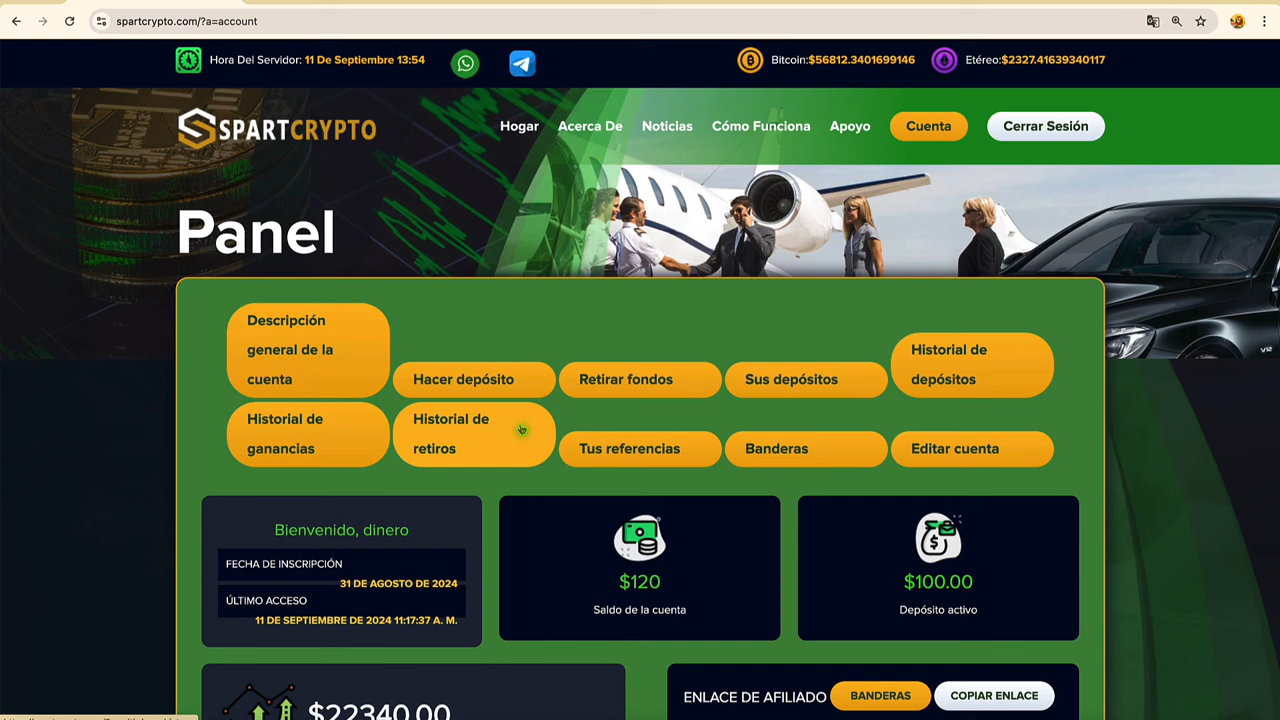 spartcrypto.com/?a=account
Hora Del Servidor: 11 De Septiembre 13:54
Bitcoin:$56812.3401699146
Etéreo:$2327.41639340117
SPARTCRYPTO
Hogar
Acerca De
Noticias
Cómo Funciona
Apoyo
Cuenta
Cerrar Sesión
Panel
Descripción
general de la
cuenta
Hacer depósito
Retirar fondos
Sus depósitos
Historial de
depósitos
Historial de
ganancias
Historial de
retiros
Tus referencias
Banderas
Editar cuenta
Bienvenido, dinero
FECHA DE INSCRIPCIÓN
31 DE AGOSTO DE 2024
ÚLTIMO ACCESO
11 DE SEPTIEMBRE DE 2024 11:17:37 A. M.
$120
Saldo de la cuenta
$100.00
Depósito activo
$22340.00
ENLACE DE AFILIADO
BANDERAS
COPIAR ENLACE